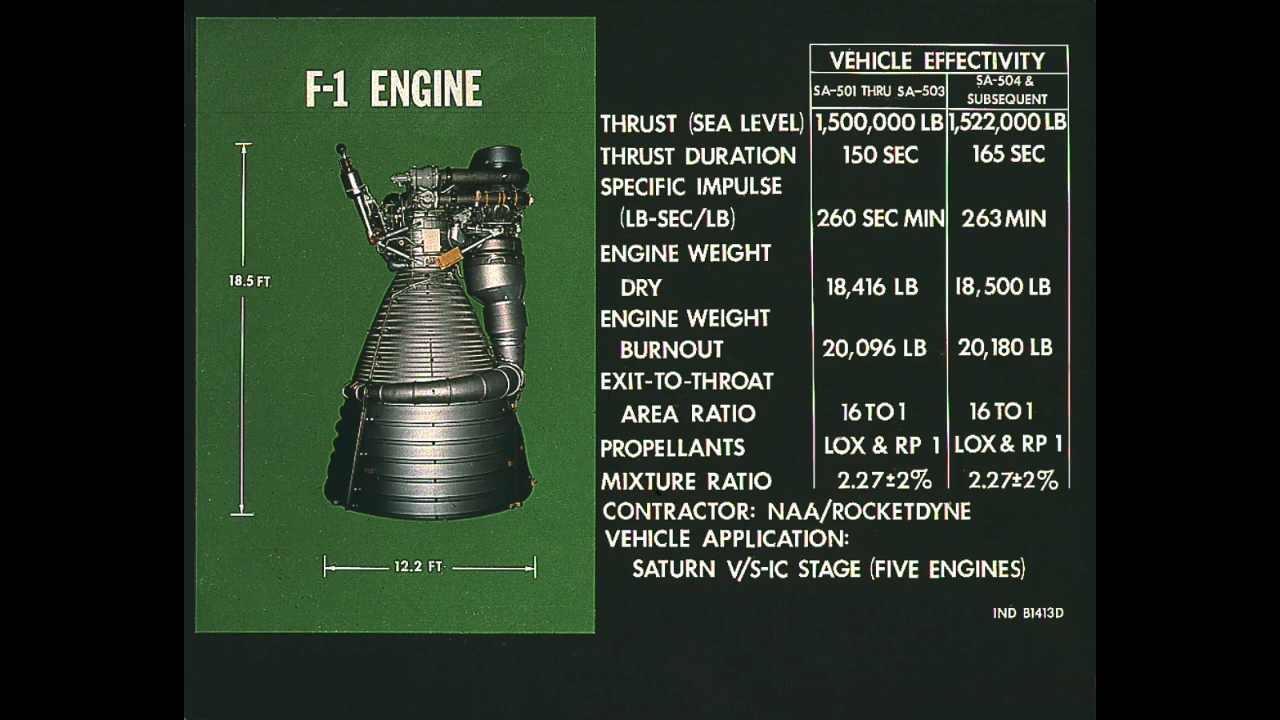 F-1 ENGINE
18.5 FT
12.2 FT
VEHICLE EFFECTIVITY
SA-501 THRU SA-503 SA-504 & SUBSEQUENT
THRUST (SEA LEVEL) 1,500,000 LB 1,522,000 LB
THRUST DURATION 150 SEC 165 SEC
SPECIFIC IMPULSE
(LB-SEC/LB) 260 SEC MIN 263 MIN
ENGINE WEIGHT
DRY 18,416 LB 18,500 LB
ENGINE WEIGHT
BURNOUT 20,096 LB 20,180 LB
EXIT-TO-THROAT
AREA RATIO 16 TO 1 16 TO 1
PROPELLANTS LOX & RP 1 LOX & RP 1
MIXTURE RATIO 2.27±2% 2.27±2%
CONTRACTOR: NAA/ROCKETDYNE
VEHICLE APPLICATION:
SATURN V/S-IC STAGE (FIVE ENGINES)
IND B1413D